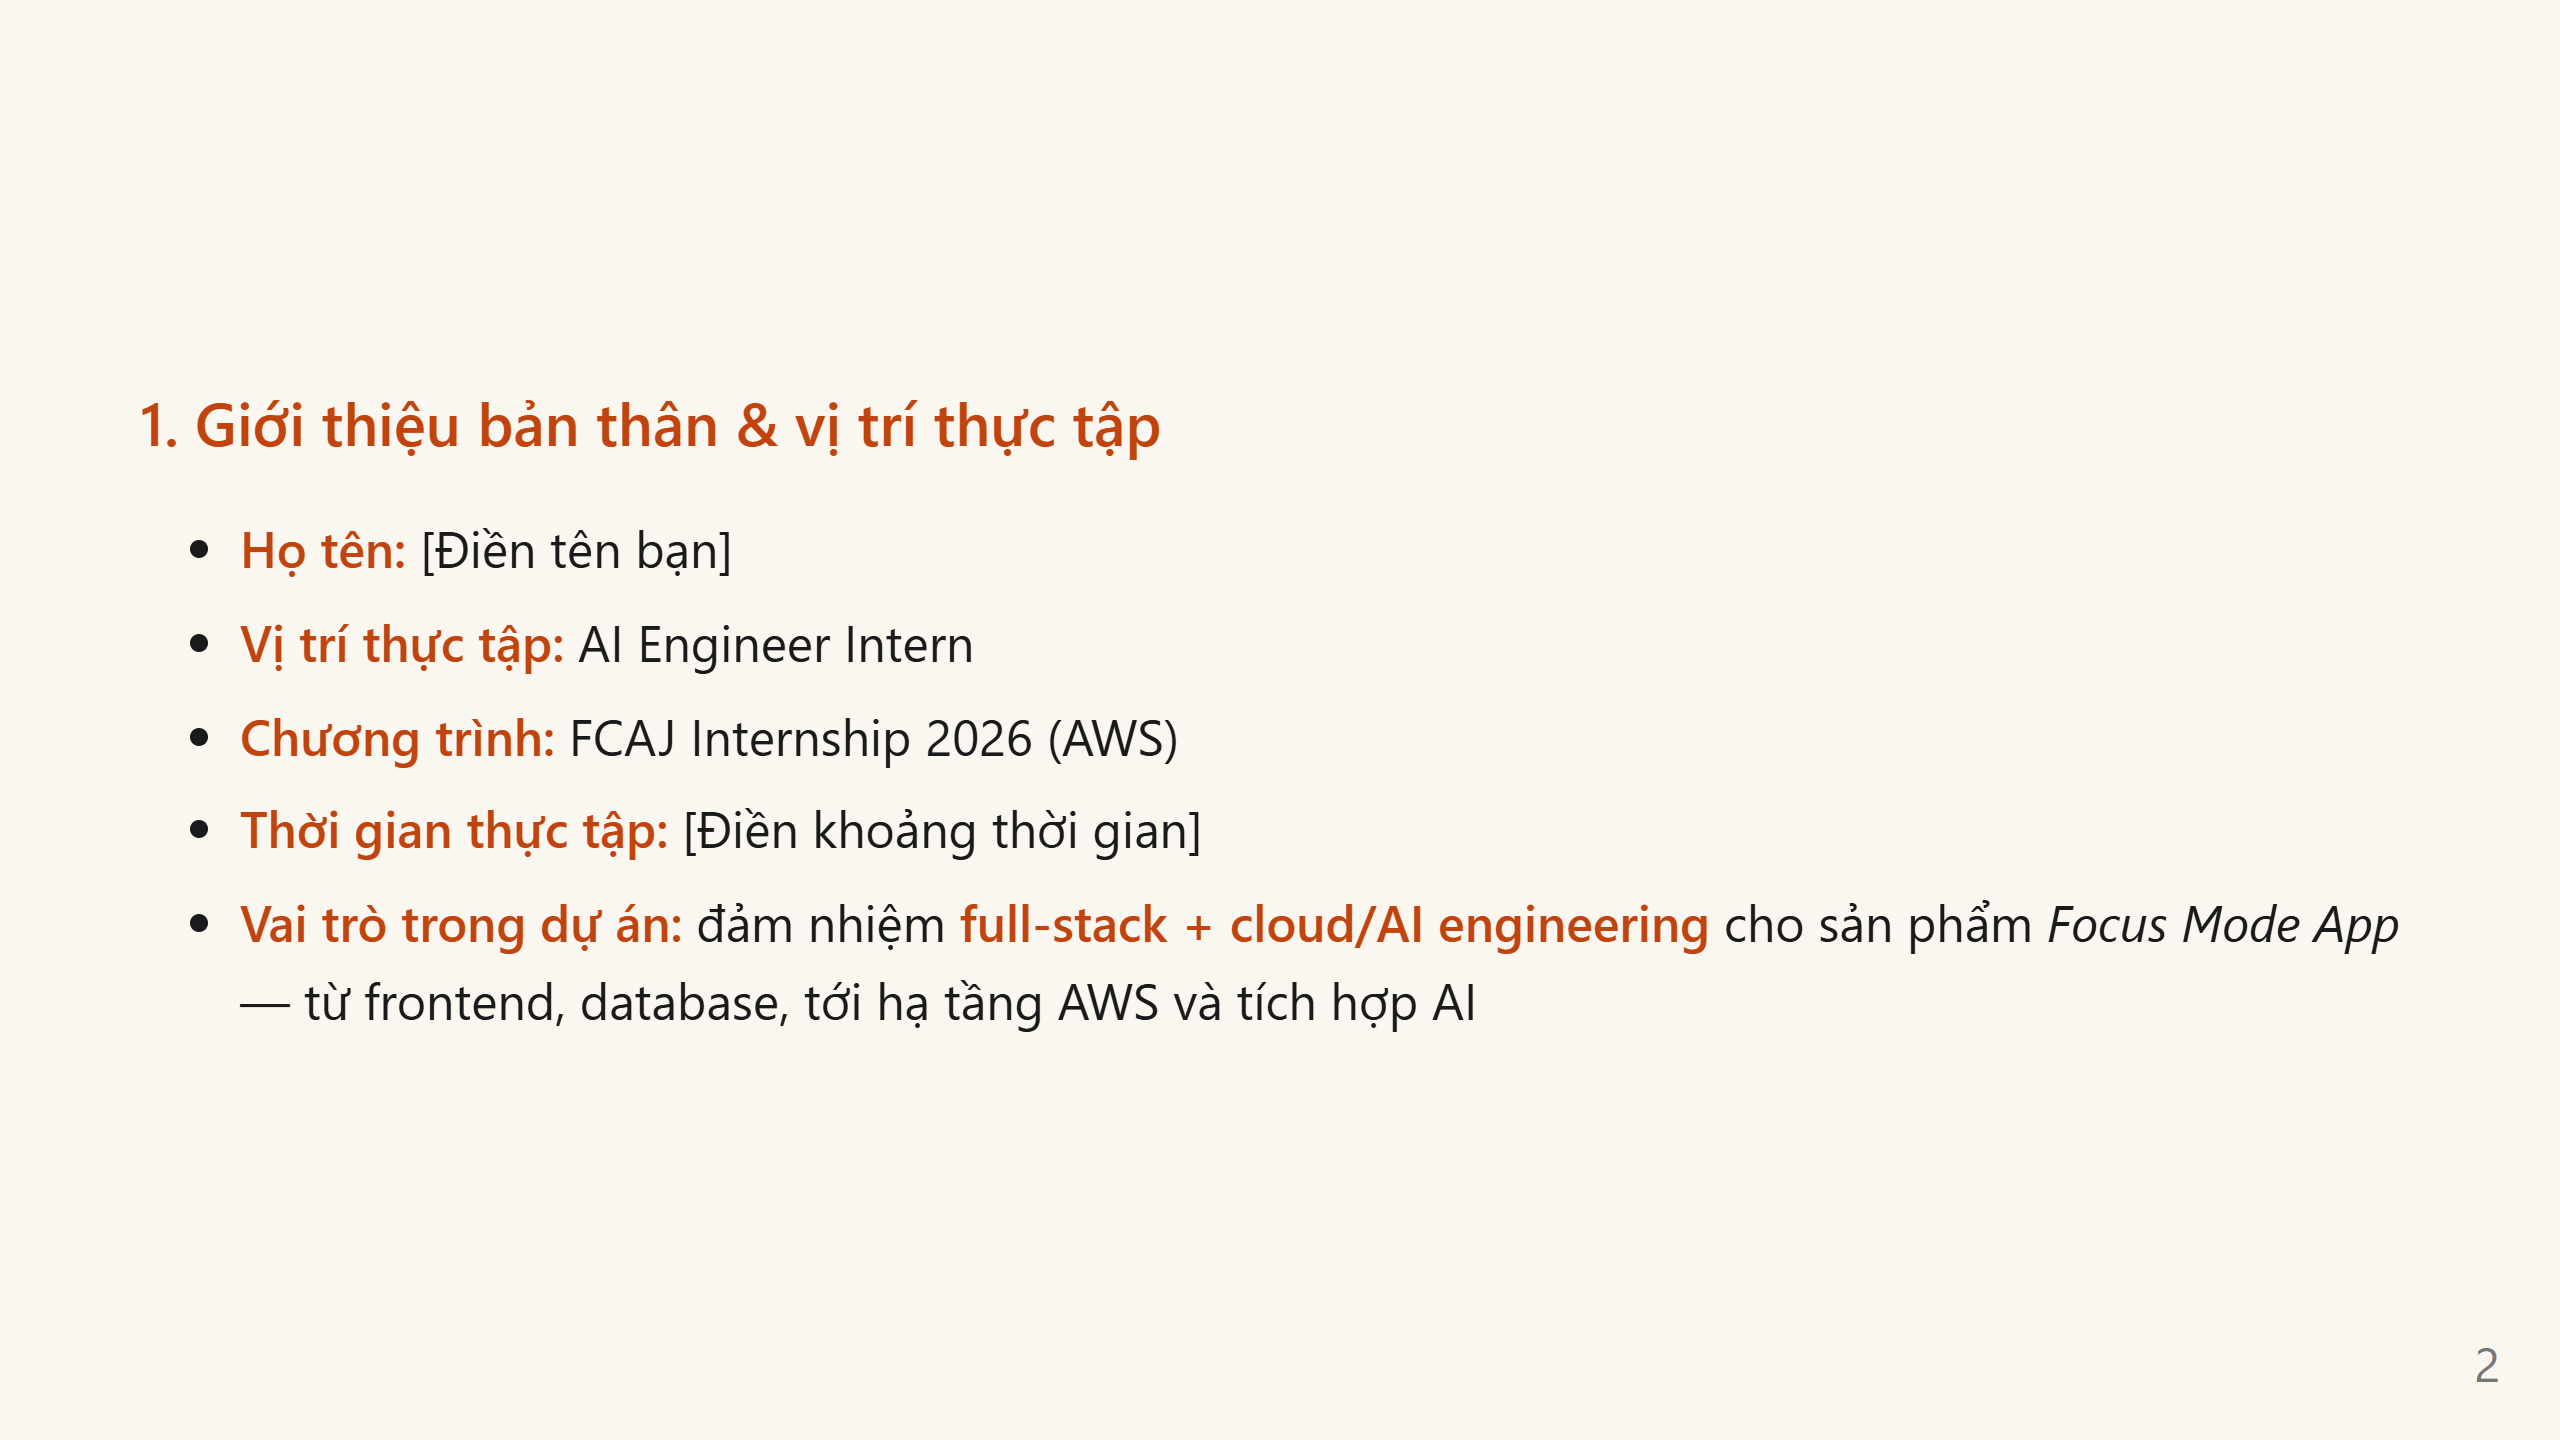 1. Giới thiệu bản thân & vị trí thực tập
• Họ tên: [Điền tên bạn]
• Vị trí thực tập: AI Engineer Intern
• Chương trình: FCAJ Internship 2026 (AWS)
• Thời gian thực tập: [Điền khoảng thời gian]
• Vai trò trong dự án: đảm nhiệm full-stack + cloud/AI engineering cho sản phẩm Focus Mode App
— từ frontend, database, tới hạ tầng AWS và tích hợp AI
2